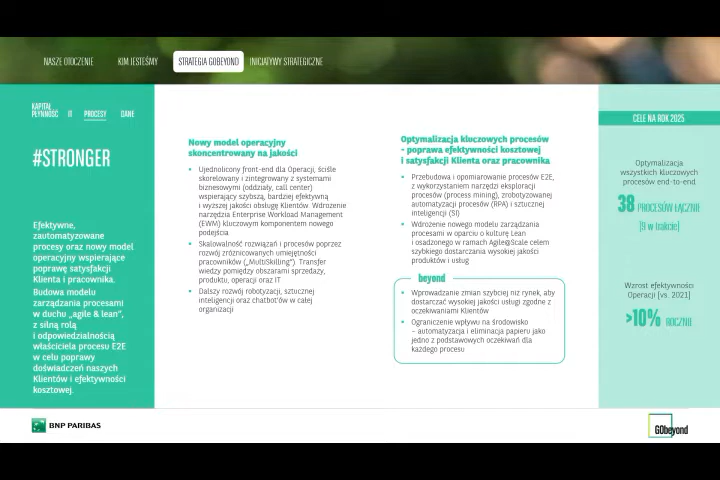 NASZE OTOCZENIE
KIM JESTEŚMY
STRATEGIA GOBEYOND
INICJATYWY STRATEGICZNE
KAPITAŁ
PŁYNNOŚĆ IT PROCESY DANE
#STRONGER
Efektywne,
zautomatyzowane
procesy oraz nowy model
operacyjny wspierające
poprawę satysfakcji
Klienta i pracownika.
Budowa modelu
zarządzania procesami
w duchu „agile & lean”,
z silną rolą
i odpowiedzialnością
właściciela procesu E2E
w celu poprawy
doświadczeń naszych
Klientów i efektywności
kosztowej.
Nowy model operacyjny
skoncentrowany na jakości
• Ujednolicony front-end dla Operacji, ściśle
skorelowany i zintegrowany z systemami
biznesowymi (oddziały, call center)
wspierający szybszą, bardziej efektywną
i wyższej jakości obsługę Klientów. Wdrożenie
narzędzia Enterprise Workload Management
(EWM) kluczowym komponentem nowego
podejścia
• Skalowalność rozwiązań i procesów poprzez
rozwój zróżnicowanych umiejętności
pracowników („MultiSkilling”). Transfer
wiedzy pomiędzy obszarami sprzedaży,
produktu, operacji oraz IT
• Dalszy rozwój robotyzacji, sztucznej
inteligencji oraz chatbot'ów w całej
organizacji
Optymalizacja kluczowych procesów
- poprawa efektywności kosztowej
i satysfakcji Klienta oraz pracownika
• Przebudowa i opomiarowanie procesów E2E,
z wykorzystaniem narzędzi eksploracji
procesów (process mining), zrobotyzowanej
automatyzacji procesów (RPA) i sztucznej
inteligencji (SI)
• Wdrożenie nowego modelu zarządzania
procesami w oparciu o kulturę Lean
i osadzonego w ramach Agile@Scale celem
szybkiego dostarczania wysokiej jakości
produktów i usług
beyond
• Wprowadzanie zmian szybciej niż rynek, aby
dostarczać wysokiej jakości usługi zgodne z
oczekiwaniami Klientów
• Ograniczenie wpływu na środowisko
– automatyzacja i eliminacja papieru jako
jedno z podstawowych oczekiwań dla
każdego procesu
CELE NA ROK 2025
Optymalizacja
wszystkich kluczowych
procesów end-to-end
38 PROCESÓW ŁĄCZNIE
[9 w trakcie]
Wzrost efektywności
Operacji [vs. 2021]
>10% ROCZNIE
BNP PARIBAS
GObeyond